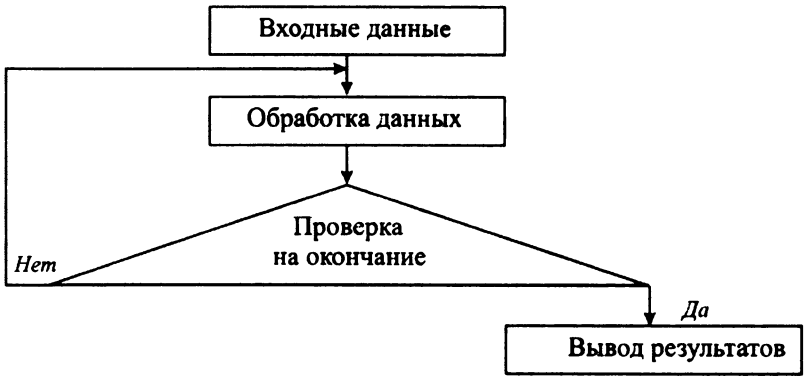 Входные данные
Обработка данных
Проверка
на окончание
Нет
Да
Вывод результатов